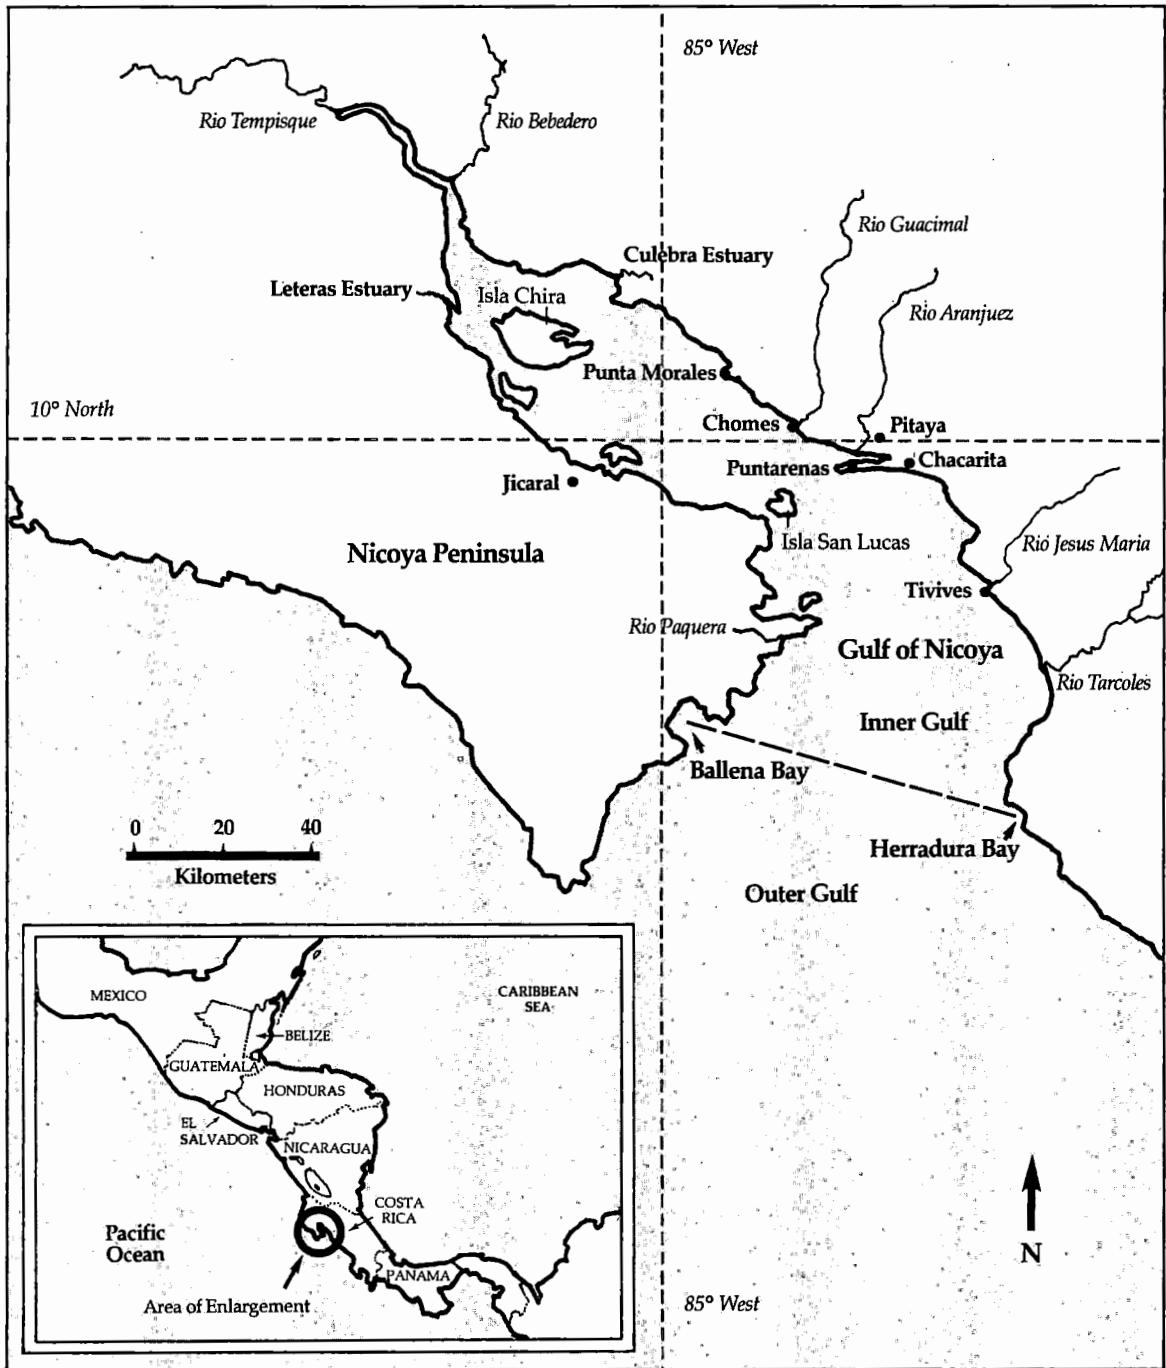 85° West
Rio Tempisque
Rio Bebedero
Rio Guacimal
Culebra Estuary
Leteras Estuary
Isla Chira
Rio Aranjuez
Punta Morales
10° North
Chomes
Pitaya
Puntarenas
Chacarita
Jicaral
Isla San Lucas
Rio Jesus Maria
Nicoya Peninsula
Tivives
Rio Paquera
Gulf of Nicoya
Rio Tarcoles
Inner Gulf
Ballena Bay
0 20 40
Kilometers
Herradura Bay
Outer Gulf
MEXICO
CARIBBEAN
SEA
BELIZE
GUATEMALA
HONDURAS
EL
SALVADOR
NICARAGUA
COSTA
RICA
Pacific
Ocean
PANAMA
Area of Enlargement
N
85° West